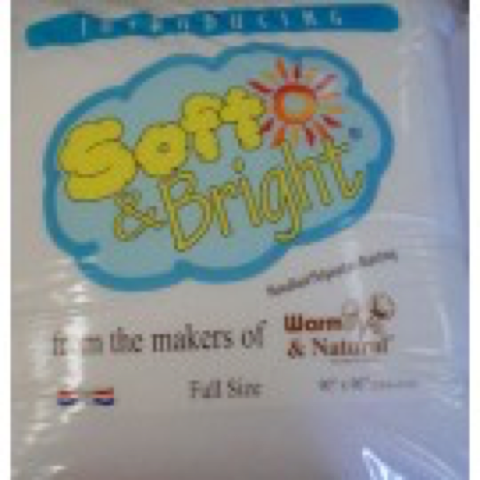 INTRODUCING
Soft
& Bright®
from the makers of
Warm
& Natural
Full Size